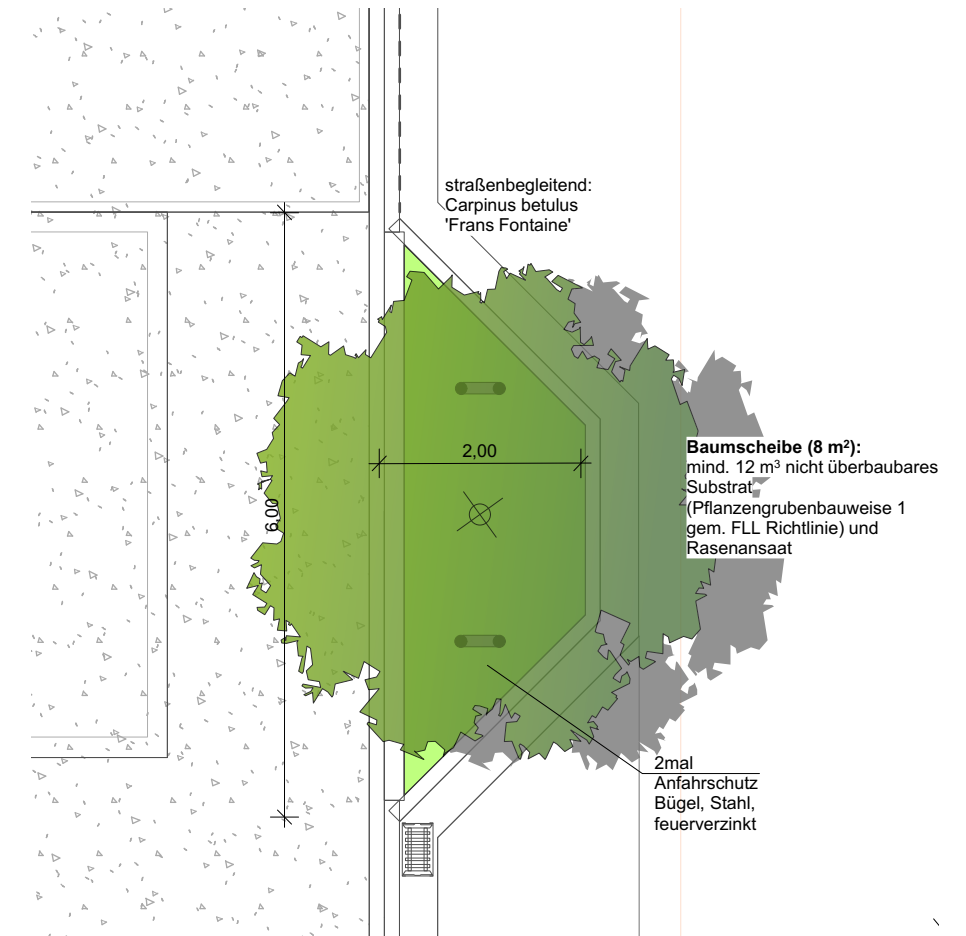 straßenbegleitend:
Carpinus betulus
'Frans Fontaine'
2,00
6,00
Baumscheibe (8 m²):
mind. 12 m³ nicht überbaubares
Substrat
(Pflanzengrubenbauweise 1
gem. FLL Richtlinie) und
Rasenansaat
2mal
Anfahrschutz
Bügel, Stahl,
feuerverzinkt